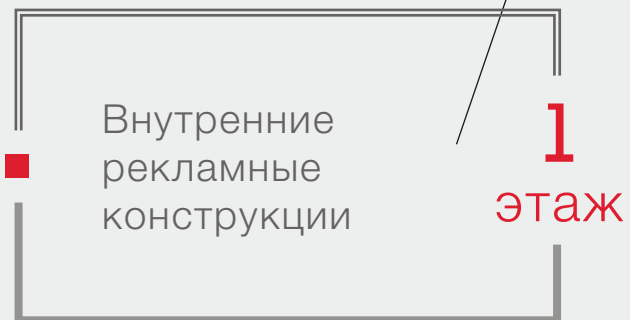 Внутренние
рекламные
конструкции
1
этаж